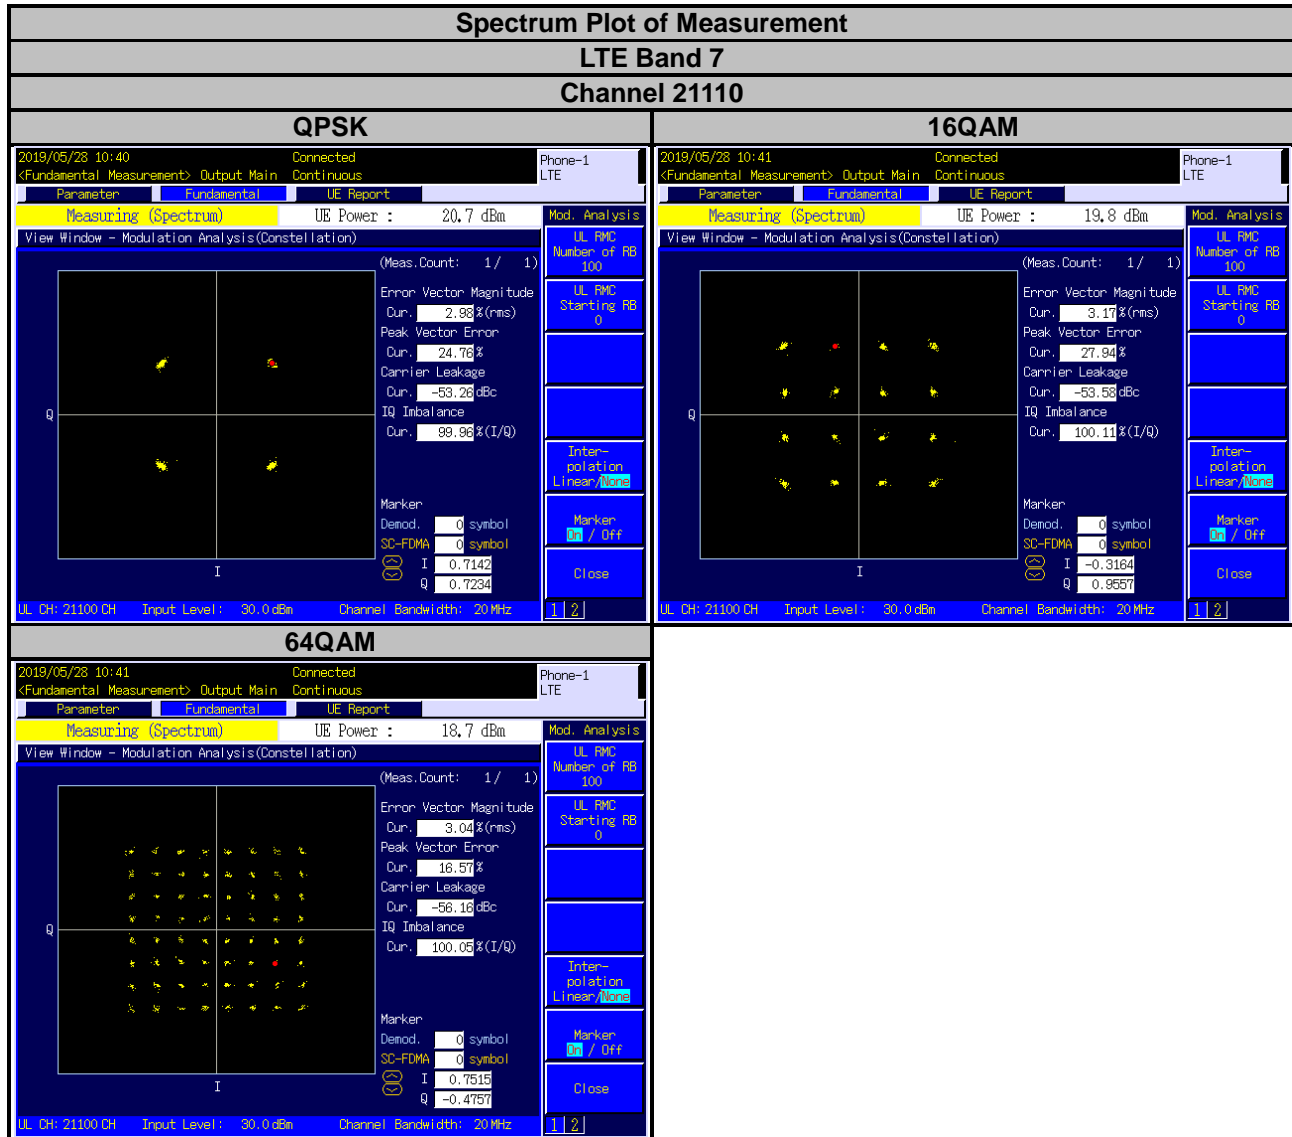 Spectrum Plot of Measurement
LTE Band 7
Channel 21110
QPSK
2019/05/28 10:40 Connected Phone-1
<Fundamental Measurement> Output Main Continuous LTE
Parameter Fundamental UE Report
Measuring (Spectrum) UE Power : 20.7 dBm Mod. Analysis
View Window - Modulation Analysis(Constellation)
(Meas.Count: 1/ 1)
Error Vector Magnitude
Cur. 2.98 %(rms)
Peak Vector Error
Cur. 24.76 %
Carrier Leakage
Cur. -53.26 dBc
IQ Imbalance
Cur. 99.96 %(I/Q)
Q
I
Marker
Demod. 0 symbol
SC-FDMA 0 symbol
I 0.7142
Q 0.7234
UL RMC
Number of RB
100
UL RMC
Starting RB
0
Inter-
polation
Linear/None
Marker
On / Off
Close
UL CH: 21100 CH Input Level: 30.0 dBm Channel Bandwidth: 20 MHz 1 2
16QAM
2019/05/28 10:41 Connected Phone-1
<Fundamental Measurement> Output Main Continuous LTE
Parameter Fundamental UE Report
Measuring (Spectrum) UE Power : 19.8 dBm Mod. Analysis
View Window - Modulation Analysis(Constellation)
(Meas.Count: 1/ 1)
Error Vector Magnitude
Cur. 3.17 %(rms)
Peak Vector Error
Cur. 27.94 %
Carrier Leakage
Cur. -53.58 dBc
IQ Imbalance
Cur. 100.11 %(I/Q)
Q
I
Marker
Demod. 0 symbol
SC-FDMA 0 symbol
I -0.3164
Q 0.9557
UL RMC
Number of RB
100
UL RMC
Starting RB
0
Inter-
polation
Linear/None
Marker
On / Off
Close
UL CH: 21100 CH Input Level: 30.0 dBm Channel Bandwidth: 20 MHz 1 2
64QAM
2019/05/28 10:41 Connected Phone-1
<Fundamental Measurement> Output Main Continuous LTE
Parameter Fundamental UE Report
Measuring (Spectrum) UE Power : 18.7 dBm Mod. Analysis
View Window - Modulation Analysis(Constellation)
(Meas.Count: 1/ 1)
Error Vector Magnitude
Cur. 3.04 %(rms)
Peak Vector Error
Cur. 16.57 %
Carrier Leakage
Cur. -56.16 dBc
IQ Imbalance
Cur. 100.05 %(I/Q)
Q
I
Marker
Demod. 0 symbol
SC-FDMA 0 symbol
I 0.7515
Q -0.4757
UL RMC
Number of RB
100
UL RMC
Starting RB
0
Inter-
polation
Linear/None
Marker
On / Off
Close
UL CH: 21100 CH Input Level: 30.0 dBm Channel Bandwidth: 20 MHz 1 2